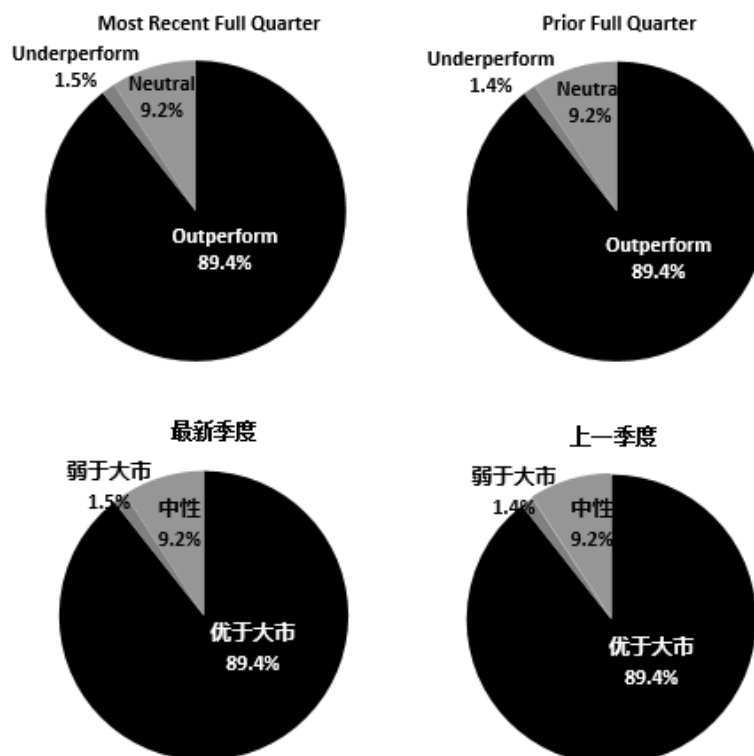 Most Recent Full Quarter
Underperform
1.5%
Neutral
9.2%
Outperform
89.4%
Prior Full Quarter
Underperform
1.4%
Neutral
9.2%
Outperform
89.4%
最新季度
弱于大市
1.5%
中性
9.2%
优于大市
89.4%
上一季度
弱于大市
1.4%
中性
9.2%
优于大市
89.4%